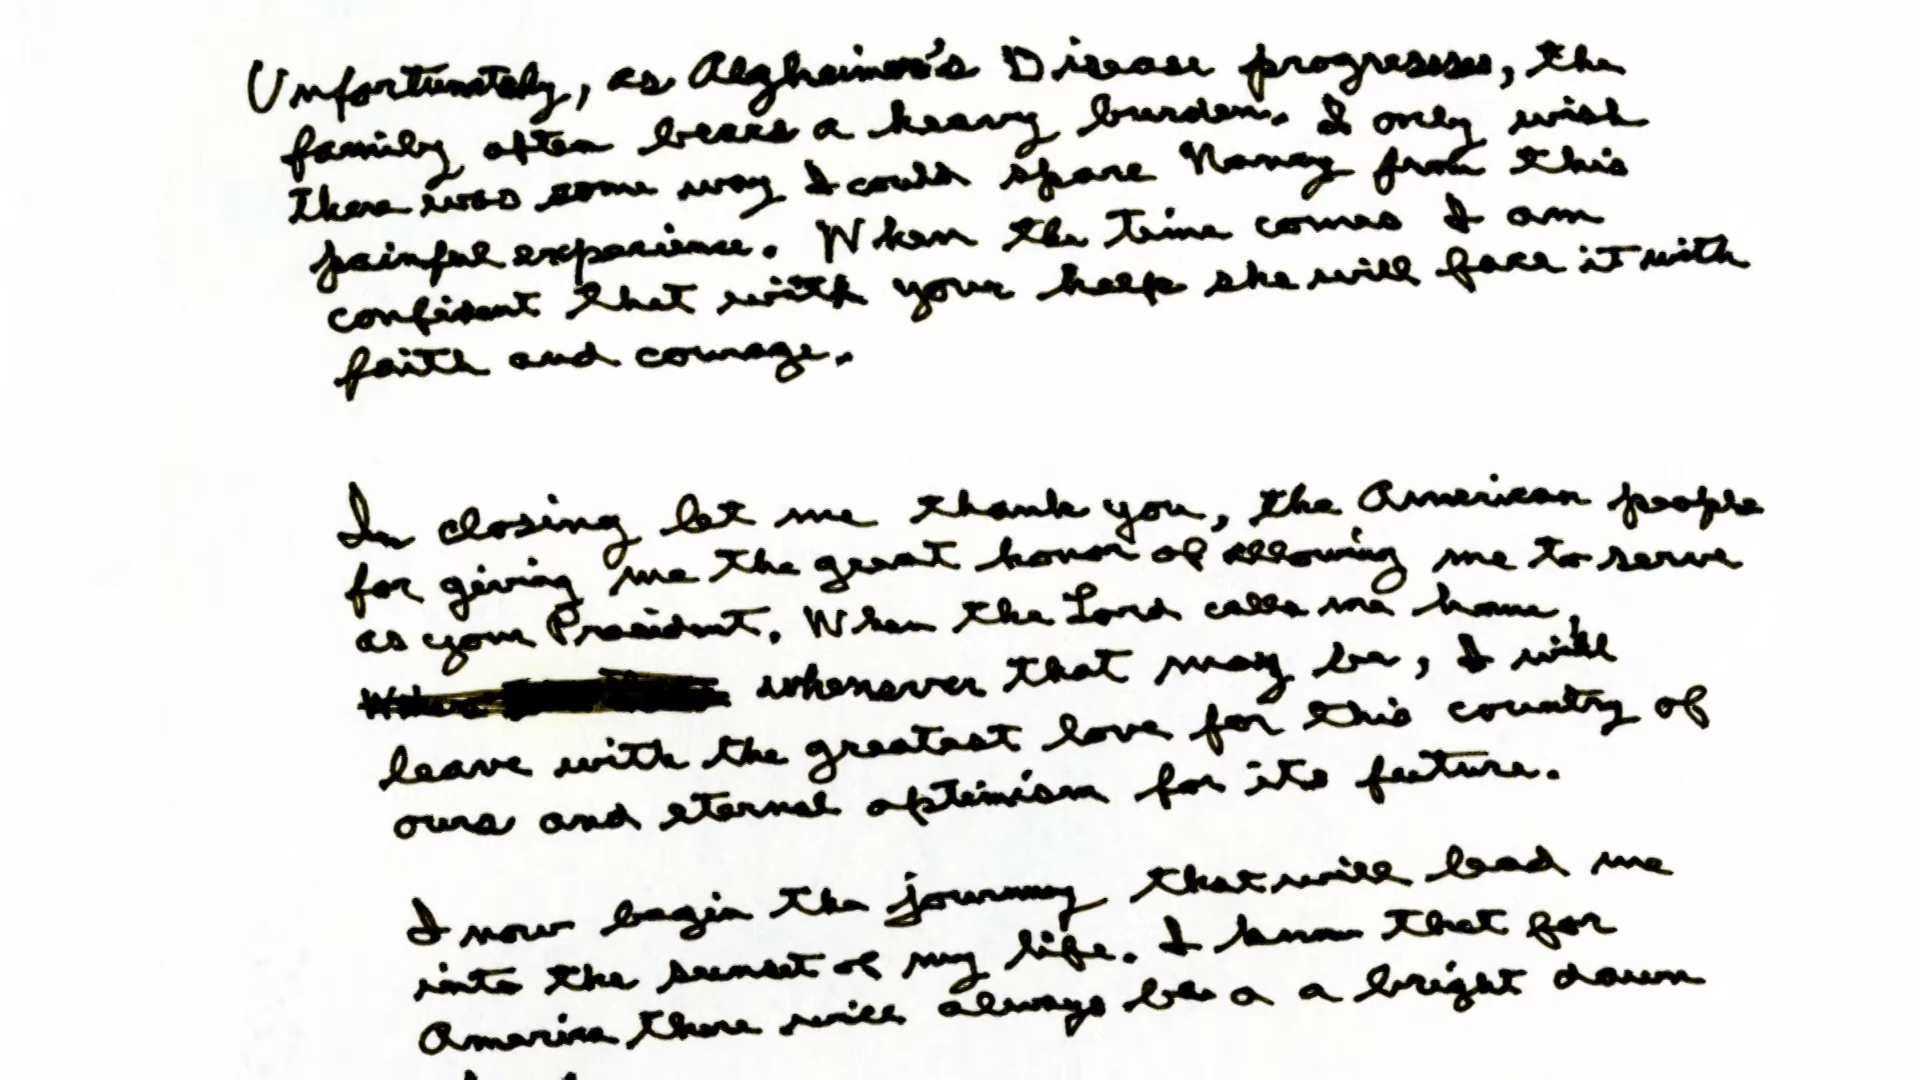 Unfortunately, as Alzheimer's Disease progresses, the
family often bears a heavy burden. I only wish
there was some way I could spare Nancy from this
painful experience. When the time comes I am
confident that with your help she will face it with
faith and courage.
In closing let me thank you, the American people
for giving me the great honor of allowing me to serve
as your President. When the Lord calls me home,
whenever that may be, I will
leave with the greatest love for this country of
ours and eternal optimism for its future.
I now begin the journey that will lead me
into the sunset of my life. I know that for
America there will always be a a bright dawn